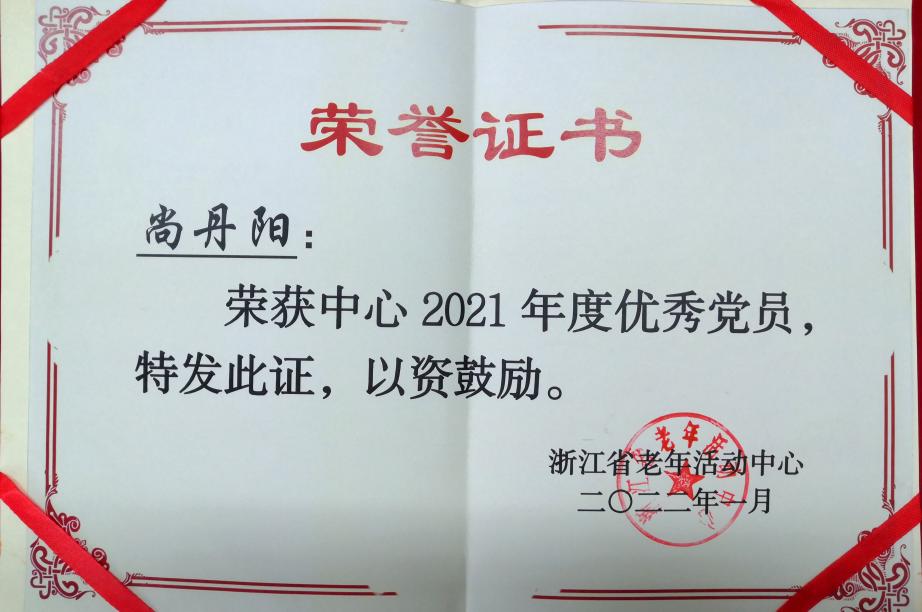 荣誉证书
尚丹阳：
荣获中心2021年度优秀党员，
特发此证，以资鼓励。
浙江省老年活动中心
二〇二二年一月